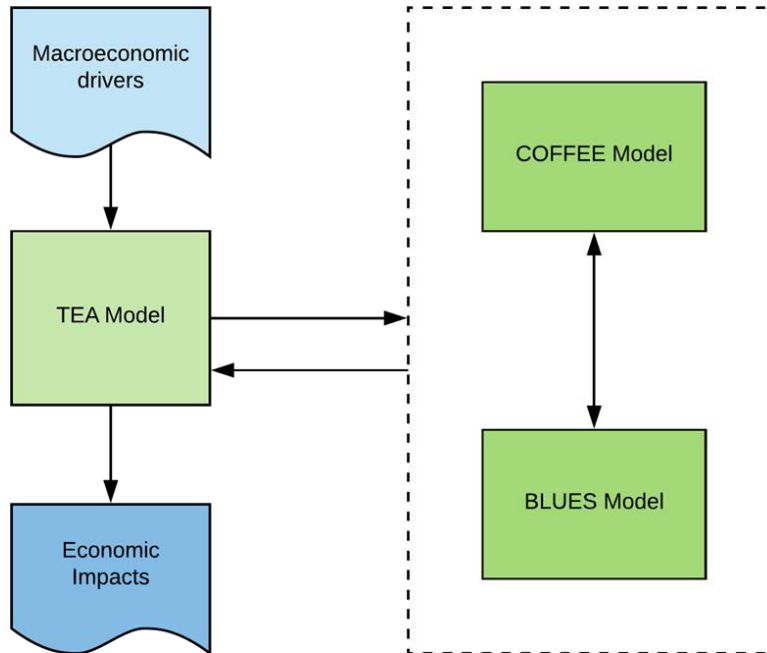 Macroeconomic
drivers
COFFEE Model
TEA Model
BLUES Model
Economic
Impacts